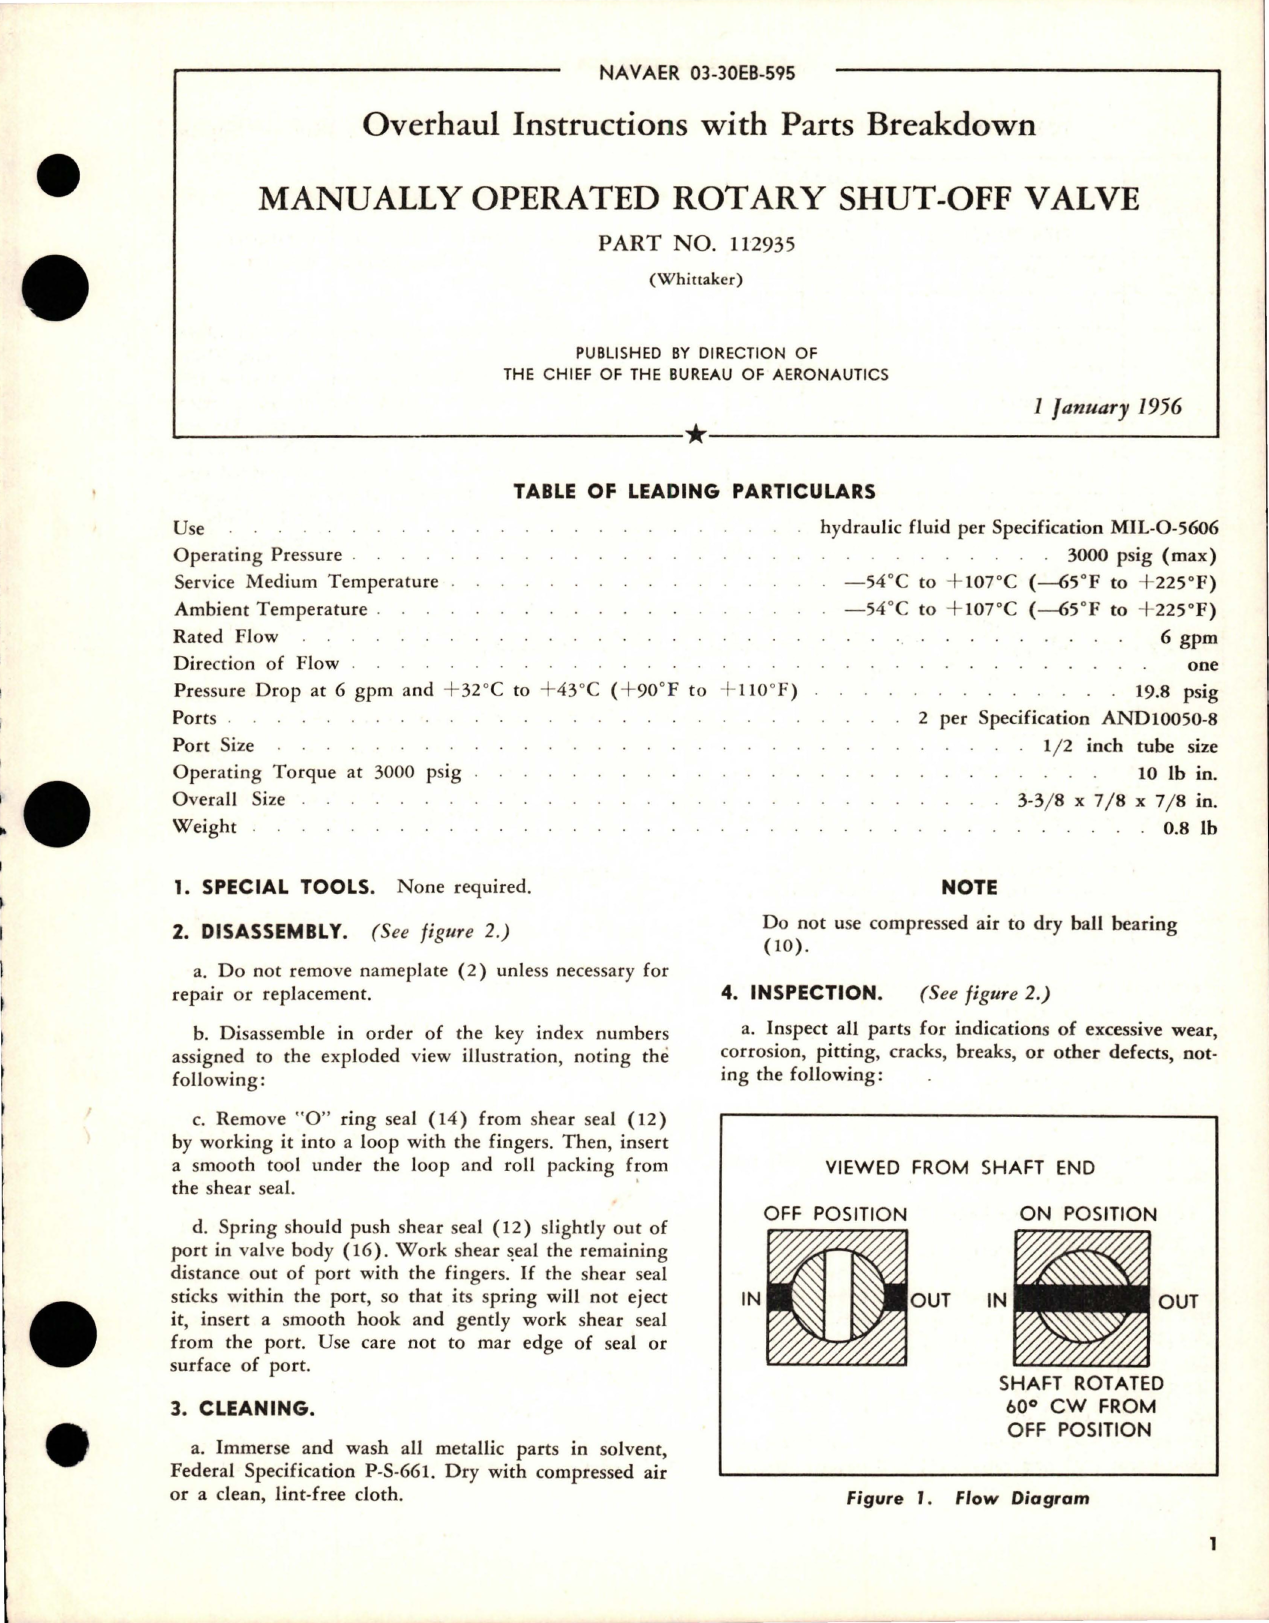 NAVAER 03-30EB-595
Overhaul Instructions with Parts Breakdown
MANUALLY OPERATED ROTARY SHUT-OFF VALVE
PART NO. 112935
(Whittaker)
PUBLISHED BY DIRECTION OF
THE CHIEF OF THE BUREAU OF AERONAUTICS
1 January 1956
TABLE OF LEADING PARTICULARS
Use . . . . . . . . . . . . . . . . . . . . . . . . hydraulic fluid per Specification MIL-O-5606
Operating Pressure . . . . . . . . . . . . . . . . . . . . . . . . . . . . . 3000 psig (max)
Service Medium Temperature . . . . . . . . . . . . . . . . —54°C to +107°C (—65°F to +225°F)
Ambient Temperature . . . . . . . . . . . . . . . . . . . —54°C to +107°C (—65°F to +225°F)
Rated Flow . . . . . . . . . . . . . . . . . . . . . . . . . . . . . . . . . . 6 gpm
Direction of Flow . . . . . . . . . . . . . . . . . . . . . . . . . . . . . . . . . one
Pressure Drop at 6 gpm and +32°C to +43°C (+90°F to +110°F) . . . . . . . . . . . . . 19.8 psig
Ports . . . . . . . . . . . . . . . . . . . . . . . . . . . . 2 per Specification AND10050-8
Port Size . . . . . . . . . . . . . . . . . . . . . . . . . . . . . . . 1/2 inch tube size
Operating Torque at 3000 psig . . . . . . . . . . . . . . . . . . . . . . . . . . 10 lb in.
Overall Size . . . . . . . . . . . . . . . . . . . . . . . . . . . . . 3-3/8 x 7/8 x 7/8 in.
Weight . . . . . . . . . . . . . . . . . . . . . . . . . . . . . . . . . . . . . 0.8 lb
1. SPECIAL TOOLS. None required.
2. DISASSEMBLY. (See figure 2.)
a. Do not remove nameplate (2) unless necessary for
repair or replacement.
b. Disassemble in order of the key index numbers
assigned to the exploded view illustration, noting the
following:
c. Remove "O" ring seal (14) from shear seal (12)
by working it into a loop with the fingers. Then, insert
a smooth tool under the loop and roll packing from
the shear seal.
d. Spring should push shear seal (12) slightly out of
port in valve body (16). Work shear seal the remaining
distance out of port with the fingers. If the shear seal
sticks within the port, so that its spring will not eject
it, insert a smooth hook and gently work shear seal
from the port. Use care not to mar edge of seal or
surface of port.
3. CLEANING.
a. Immerse and wash all metallic parts in solvent,
Federal Specification P-S-661. Dry with compressed air
or a clean, lint-free cloth.
NOTE
Do not use compressed air to dry ball bearing
(10).
4. INSPECTION. (See figure 2.)
a. Inspect all parts for indications of excessive wear,
corrosion, pitting, cracks, breaks, or other defects, not-
ing the following:
VIEWED FROM SHAFT END
OFF POSITION ON POSITION
IN OUT IN OUT
SHAFT ROTATED
60° CW FROM
OFF POSITION
Figure 1. Flow Diagram
1